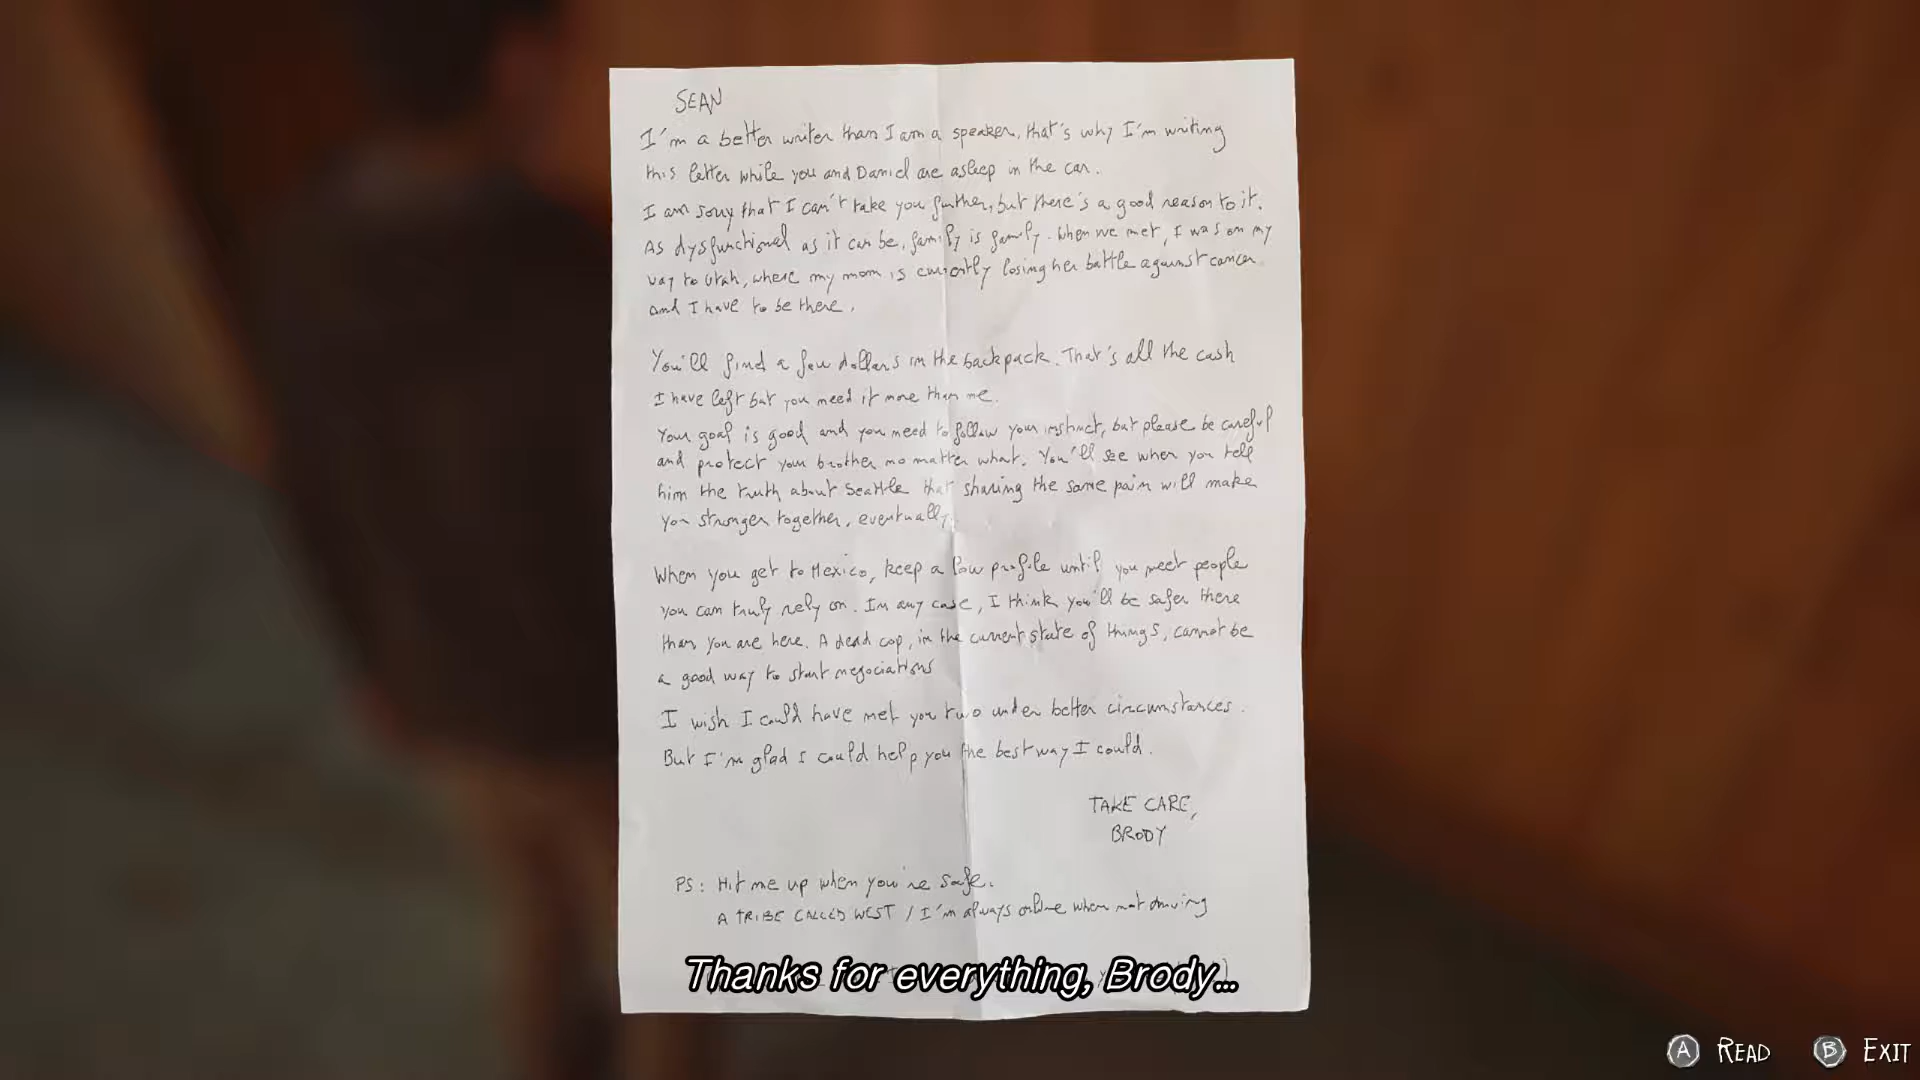 SEAN
I'm a better writer than I am a speaker, that's why I'm writing
this letter while you and Daniel are asleep in the car.
I am sorry that I can't take you further, but there's a good reason to it.
As dysfunctional as it can be, family is family. When we met, I was on my
way to Utah, where my mom is currently losing her battle against cancer
and I have to be there.
You'll find a few dollars in the backpack. That's all the cash
I have left but you need it more than me.
Your goal is good and you need to follow your instinct, but please be careful
and protect your brother no matter what. You'll see when you tell
him the truth about Seattle that sharing the same pain will make
you stronger together, eventually.
When you get to Mexico, keep a low profile until you meet people
you can truly rely on. In any case, I think you'll be safer there
than you are here. A dead cop, in the current state of things, cannot be
a good way to start negociations
I wish I could have met you two under better circumstances.
But I'm glad I could help you the best way I could.
TAKE CARE,
BRODY
PS: Hit me up when you're safe.
A TRIBE CALLED WEST / I'm always online when not driving
Thanks for everything, Brody...
A READ B EXIT